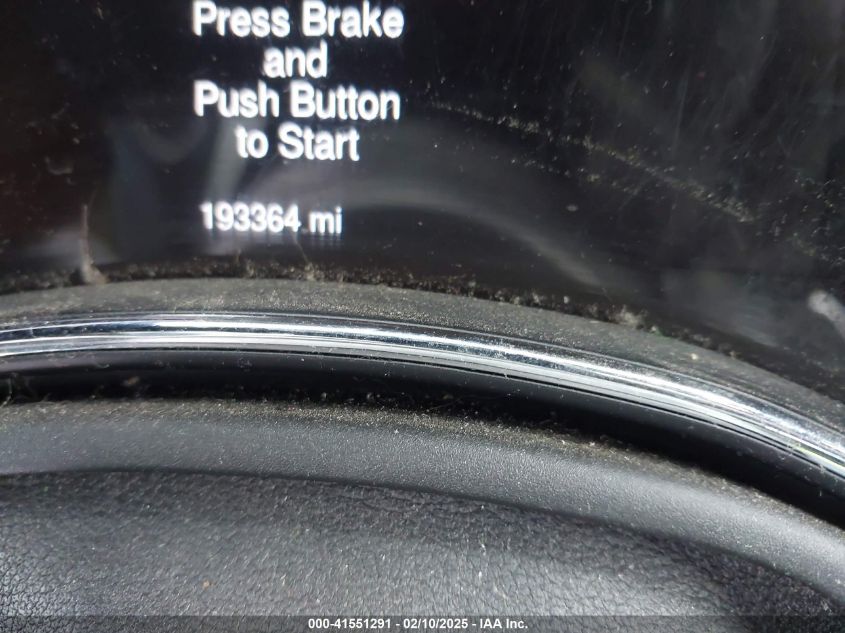 Press Brake
and
Push Button
to Start
193364 mi
000-41551291 - 02/10/2025 - IAA Inc.